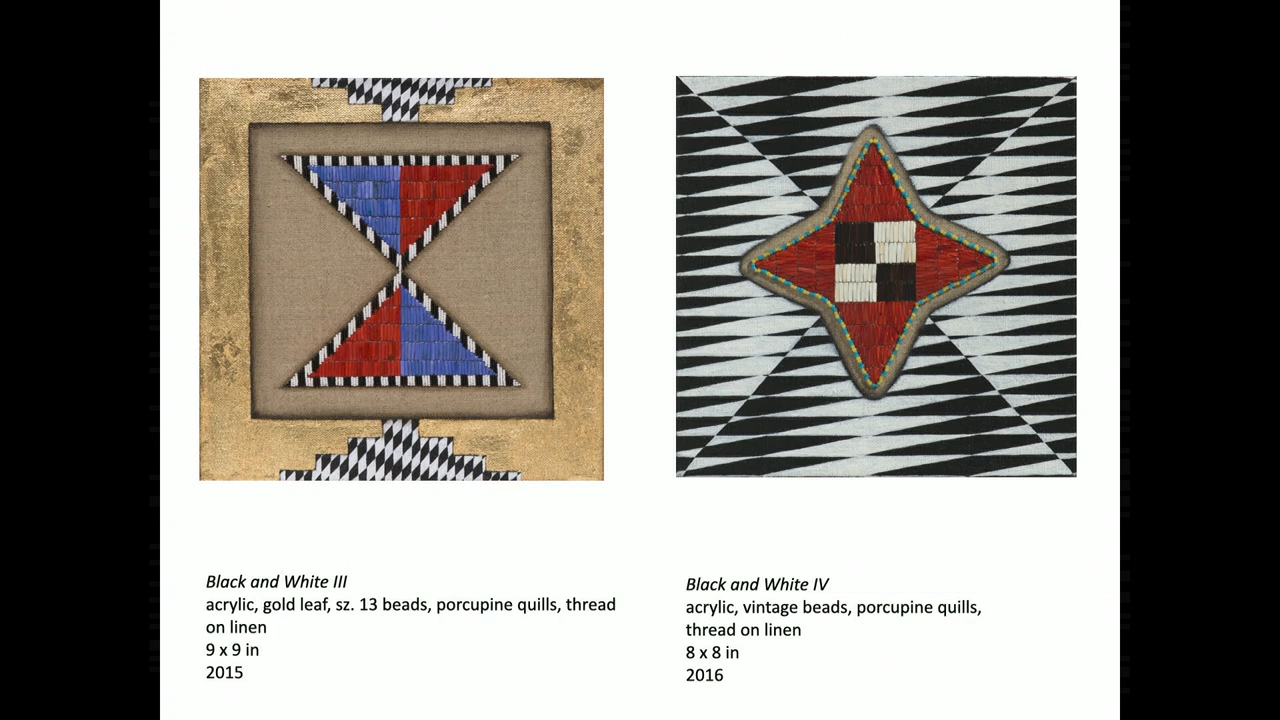 Black and White III
acrylic, gold leaf, sz. 13 beads, porcupine quills, thread
on linen
9 x 9 in
2015
Black and White IV
acrylic, vintage beads, porcupine quills,
thread on linen
8 x 8 in
2016